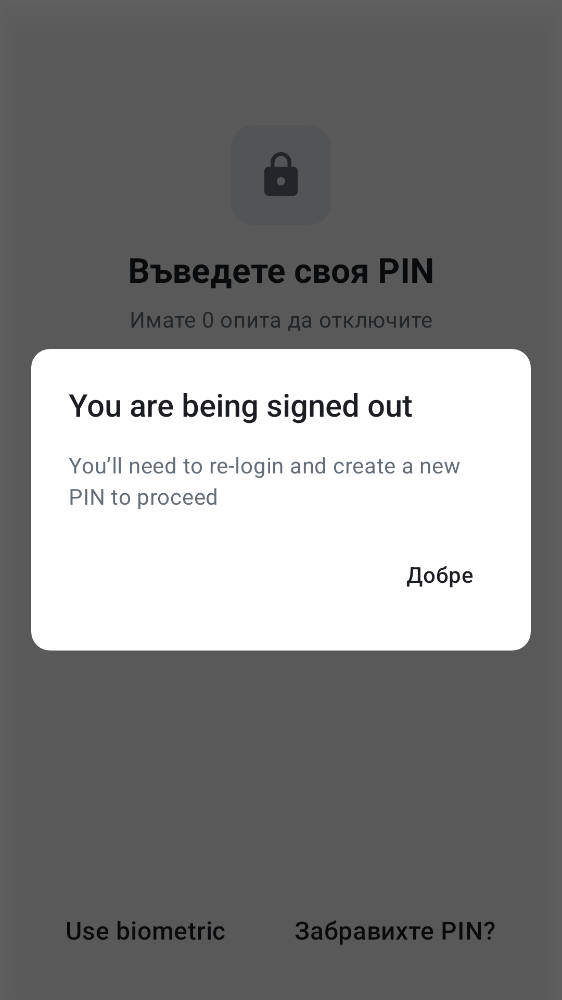 Въведете своя PIN
Имате 0 опита да отключите
You are being signed out
You’ll need to re-login and create a new
PIN to proceed
Добре
Use biometric
Забравихте PIN?